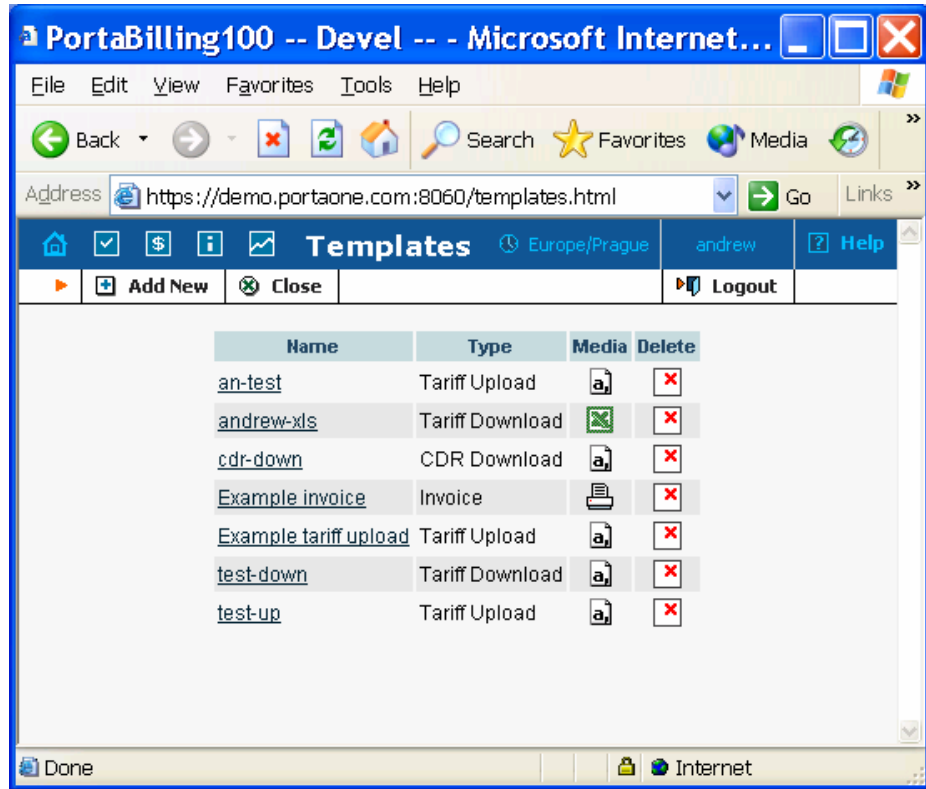 PortaBilling100 -- Devel -- - Microsoft Internet...
File Edit View Favorites Tools Help
Back Search Favorites Media »
Address https://demo.portaone.com:8060/templates.html Go Links »
Templates Europe/Prague andrew ? Help
Add New Close Logout
Name Type Media Delete
an-test Tariff Upload a,
andrew-xls Tariff Download
cdr-down CDR Download a,
Example invoice Invoice
Example tariff upload Tariff Upload a,
test-down Tariff Download a,
test-up Tariff Upload a,
Done Internet